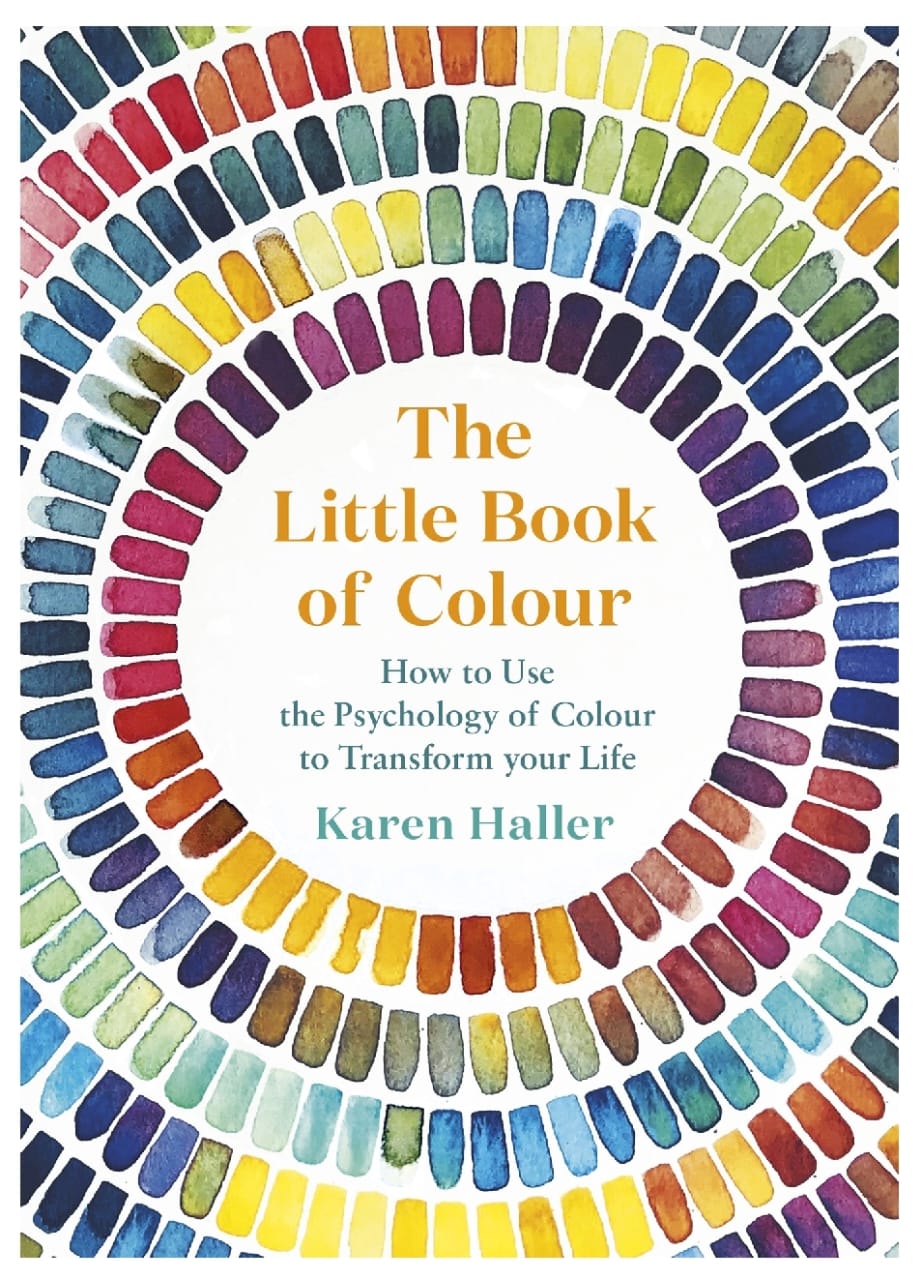 The
Little Book
of Colour
How to Use
the Psychology of Colour
to Transform your Life
Karen Haller